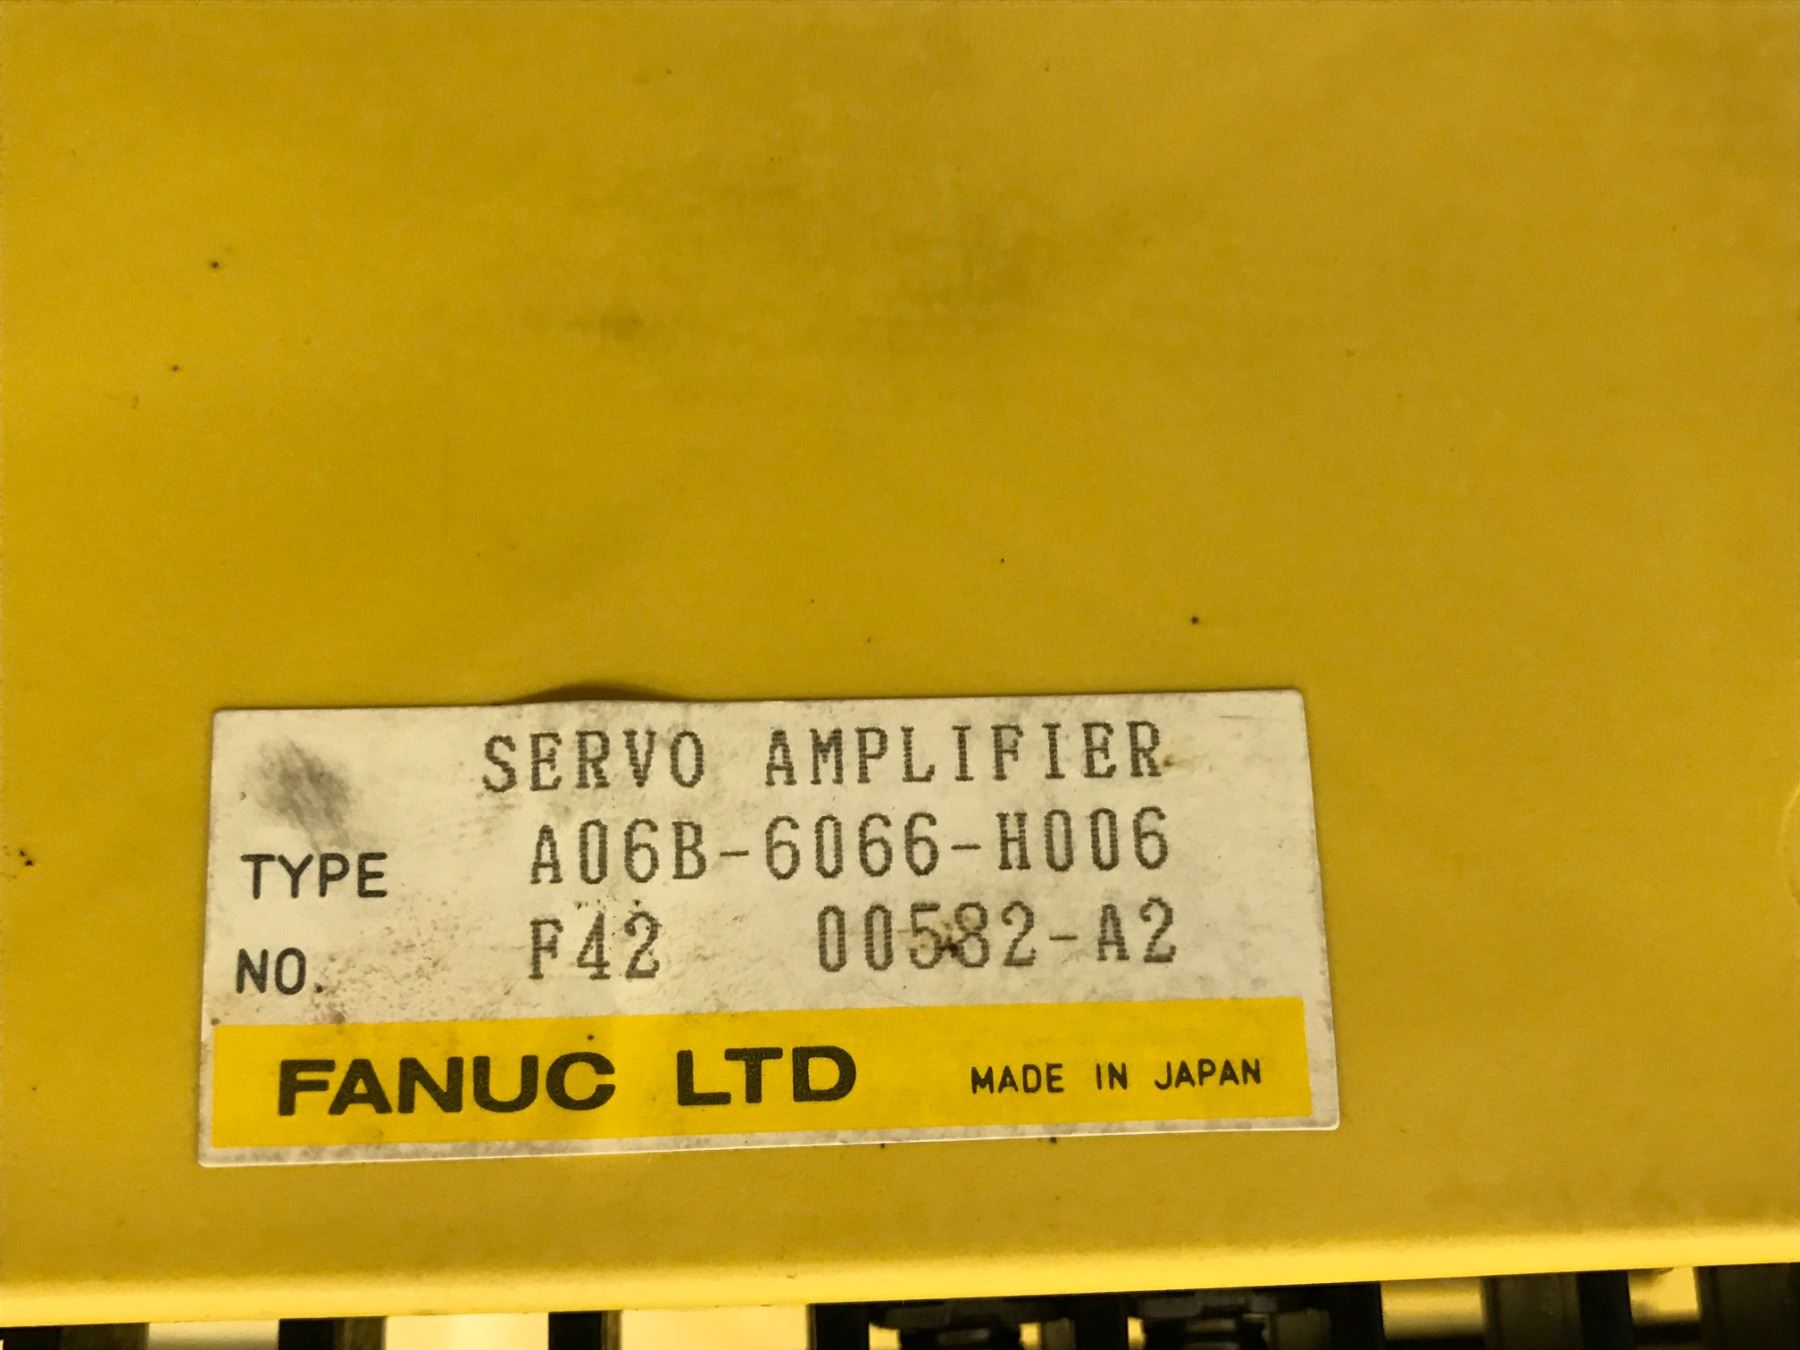 SERVO AMPLIFIER
TYPE A06B-6066-H006
NO. F42 00582-A2
FANUC LTD MADE IN JAPAN